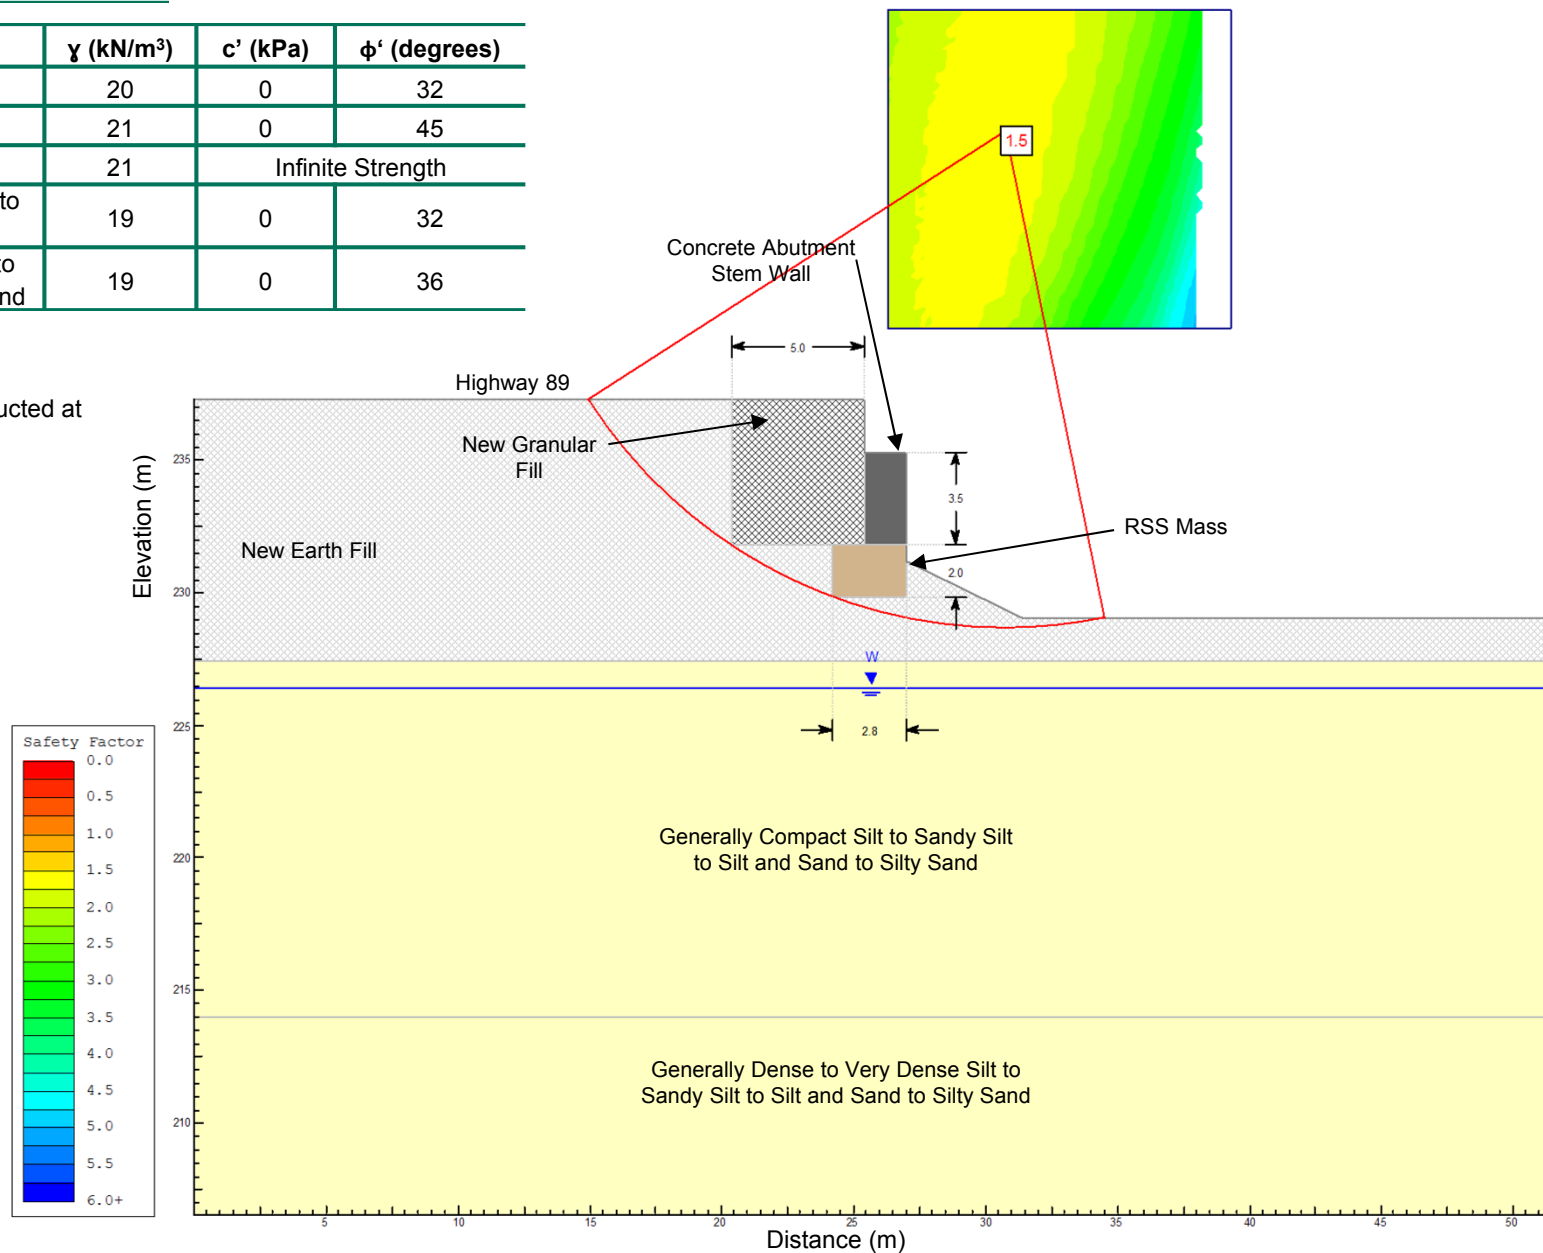 ɣ (kN/m³) c’ (kPa) ϕ‘ (degrees)
20 0 32
21 0 45
21 Infinite Strength
to
19 0 32
to
nd
19 0 36
ucted at
1.5
Concrete Abutment
Stem Wall
5.0
Highway 89
New Granular
Fill
New Earth Fill
3.5
RSS Mass
2.0
W
2.8
Elevation (m)
235
230
225
220
215
210
Generally Compact Silt to Sandy Silt
to Silt and Sand to Silty Sand
Generally Dense to Very Dense Silt to
Sandy Silt to Silt and Sand to Silty Sand
Safety Factor
0.0
0.5
1.0
1.5
2.0
2.5
3.0
3.5
4.0
4.5
5.0
5.5
6.0+
5 10 15 20 25 30 35 40 45 50
Distance (m)